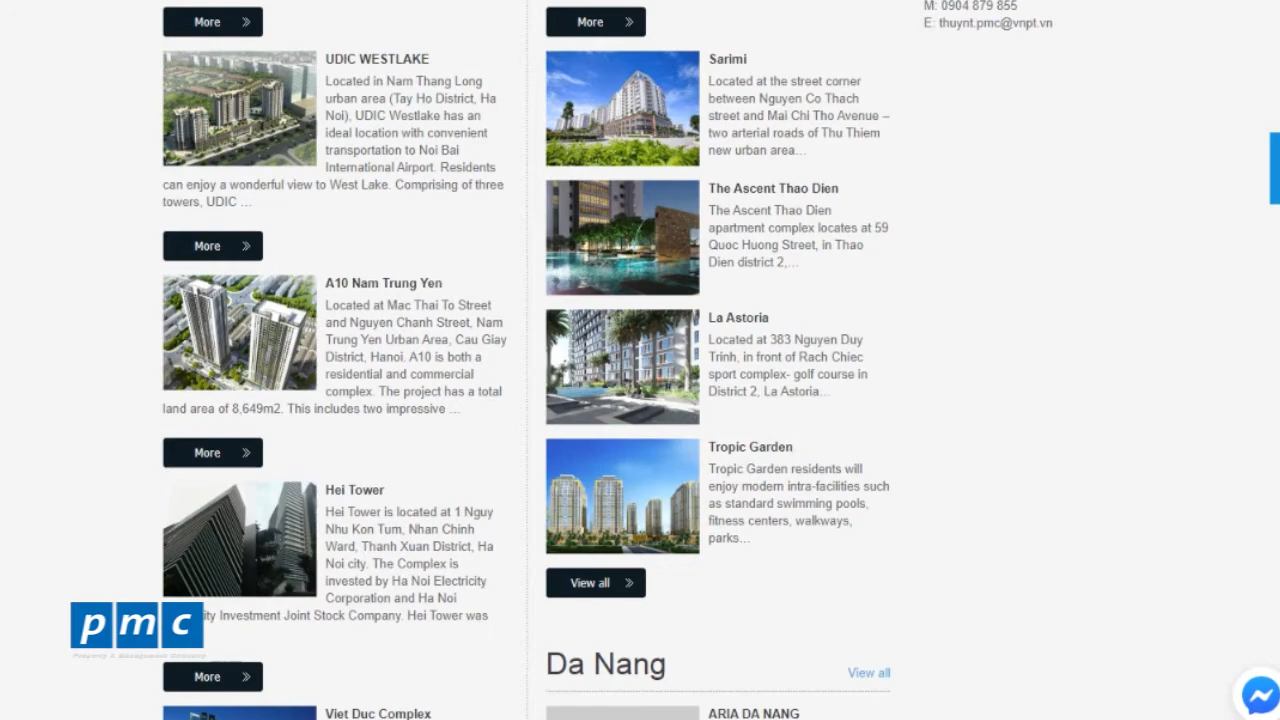 More
UDIC WESTLAKE
Located in Nam Thang Long
urban area (Tay Ho District, Ha
Noi), UDIC Westlake has an
ideal location with convenient
transportation to Noi Bai
International Airport. Residents
can enjoy a wonderful view to West Lake. Comprising of three
towers, UDIC ...
More
A10 Nam Trung Yen
Located at Mac Thai To Street
and Nguyen Chanh Street, Nam
Trung Yen Urban Area, Cau Giay
District, Hanoi. A10 is both a
residential and commercial
complex. The project has a total
land area of 8,649m2. This includes two impressive ...
More
Hei Tower
Hei Tower is located at 1 Nguy
Nhu Kon Tum, Nhan Chinh
Ward, Thanh Xuan District, Ha
Noi city. The Complex is
invested by Ha Noi Electricity
Corporation and Ha Noi
Investment Joint Stock Company. Hei Tower was
pmc
More
Viet Duc Complex
More
Sarimi
Located at the street corner
between Nguyen Co Thach
street and Mai Chi Tho Avenue –
two arterial roads of Thu Thiem
new urban area...
The Ascent Thao Dien
The Ascent Thao Dien
apartment complex locates at 59
Quoc Huong Street, in Thao
Dien district 2,...
La Astoria
Located at 383 Nguyen Duy
Trinh, in front of Rach Chiec
sport complex- golf course in
District 2, La Astoria...
Tropic Garden
Tropic Garden residents will
enjoy modern intra-facilities such
as standard swimming pools,
fitness centers, walkways,
parks...
View all
Da Nang
View all
ARIA DA NANG
M: 0904 879 855
E: thuynt.pmc@vnpt.vn